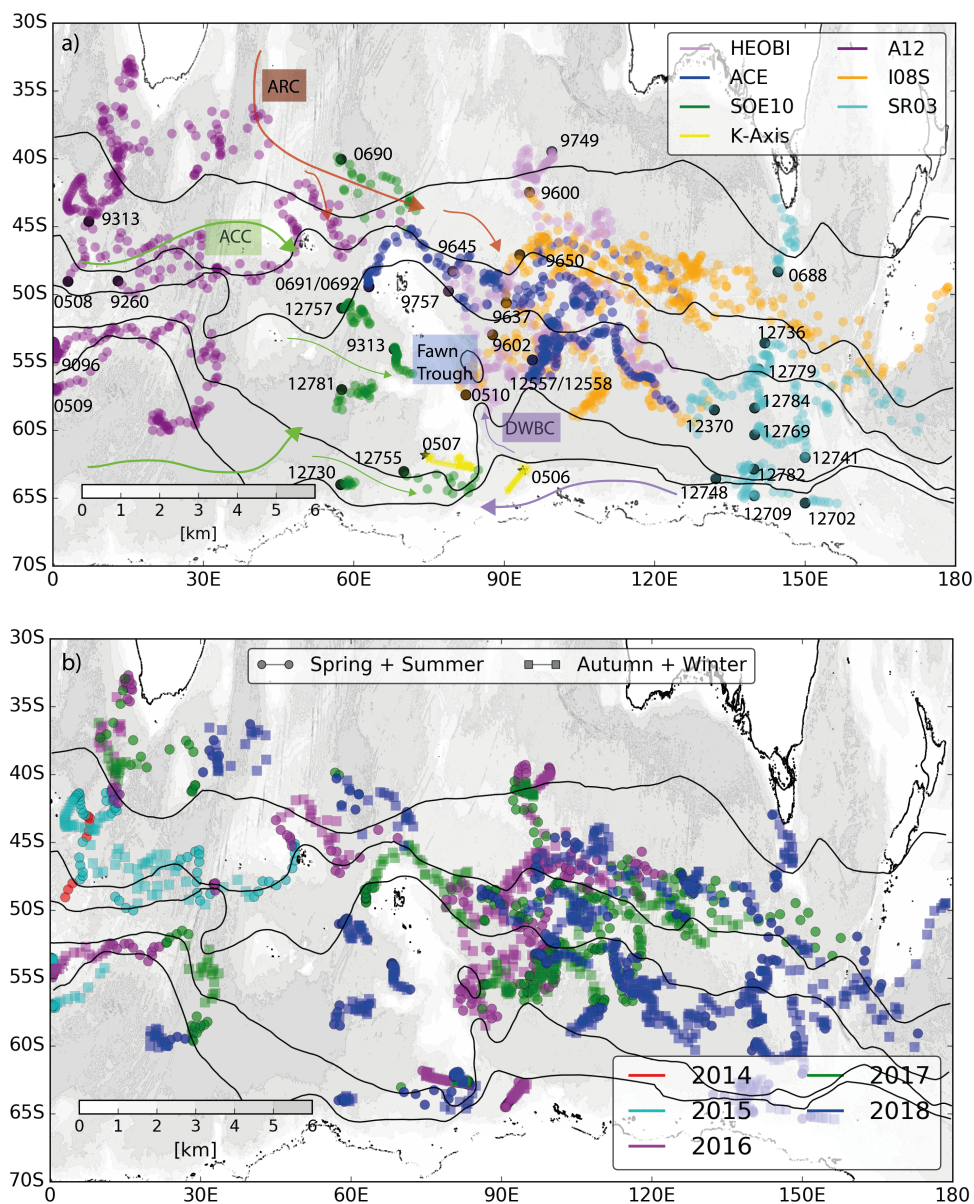 30S
a)
HEOBI
A12
ACE
I08S
SOE10
SR03
K-Axis
35S
ARC
40S
0690
9749
9600
45S
9313
ACC
9645
9650
0688
50S
0508
9260
0691/0692
9757
9637
12757
12736
55S
9096
9313
Fawn
Trough
9602
12779
0509
12781
0510
12557/12558
12784
60S
DWBC
12370
12769
0507
12730
12755
0506
12741
12782
65S
12748
12709
12702
0 1 2 3 4 5 6
[km]
70S
0 30E 60E 90E 120E 150E 180
30S
b)
Spring + Summer
Autumn + Winter
35S
40S
45S
50S
55S
60S
65S
0 1 2 3 4 5 6
[km]
2014
2017
2015
2018
2016
70S
0 30E 60E 90E 120E 150E 180